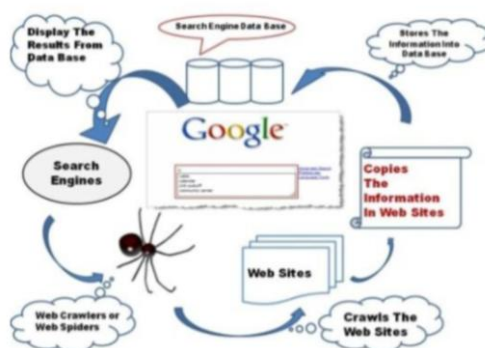 Search Engine Data Base
Display The
Results From
Data Base
Stores The
Information Into
Data Base
Google
Search
Engines
Copies
The
Information
In Web Sites
Web Sites
Web Crawlers or
Web Spiders
Crawls The
Web Sites